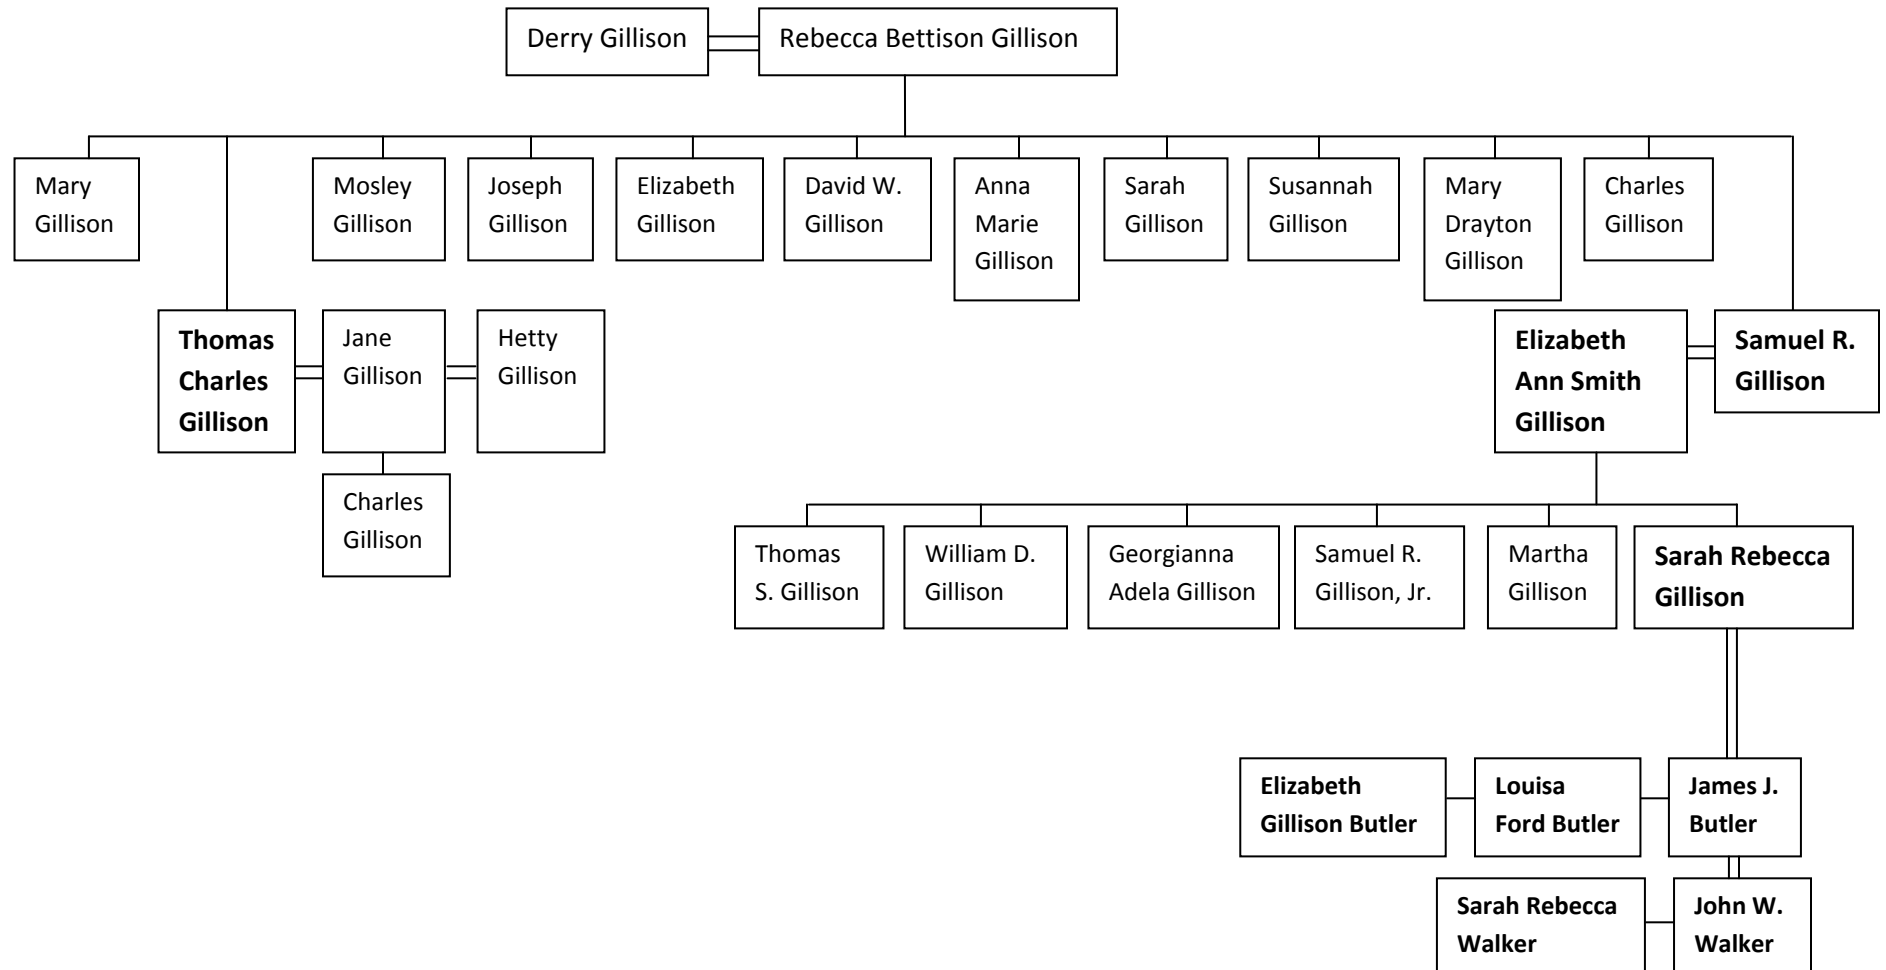 Derry Gillison
Rebecca Bettison Gillison
Mary
Gillison
Mosley
Gillison
Joseph
Gillison
Elizabeth
Gillison
David W.
Gillison
Anna
Marie
Gillison
Sarah
Gillison
Susannah
Gillison
Mary
Drayton
Gillison
Charles
Gillison
Thomas
Charles
Gillison
Jane
Gillison
Hetty
Gillison
Elizabeth
Ann Smith
Gillison
Samuel R.
Gillison
Charles
Gillison
Thomas
S. Gillison
William D.
Gillison
Georgianna
Adela Gillison
Samuel R.
Gillison, Jr.
Martha
Gillison
Sarah Rebecca
Gillison
Elizabeth
Gillison Butler
Louisa
Ford Butler
James J.
Butler
Sarah Rebecca
Walker
John W.
Walker